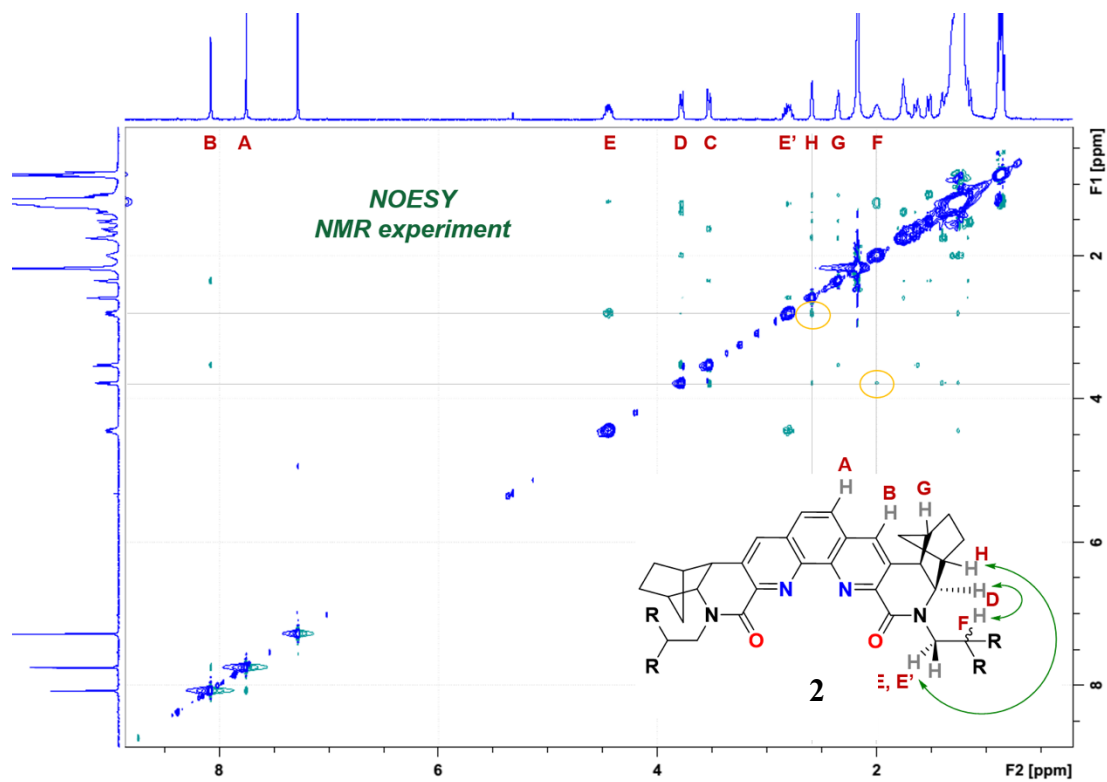 B A E D C E' H G F
NOESY
NMR experiment
F1 [ppm]
2
4
6
8
A
B
G
H
H
H
H
H
D
F
H
N
N
N
N
O
O
R
R
R
R
H
H
E, E'
2
8
6
4
2
F2 [ppm]